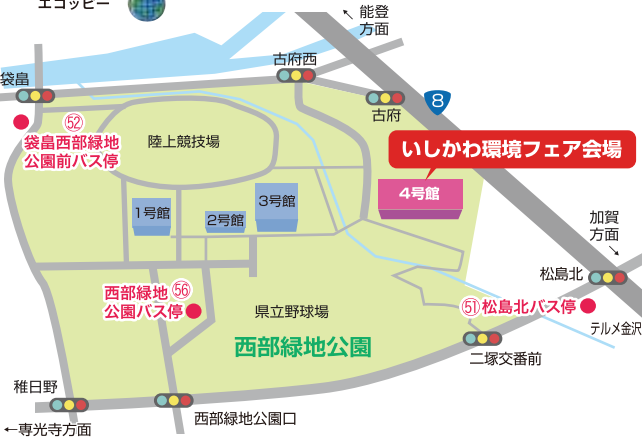 エコッピー
能登
方面
古府西
袋畠
8
古府
52
袋畠西部緑地
公園前バス停
陸上競技場
いしかわ環境フェア会場
4号館
3号館
1号館
2号館
加賀
方面
松島北
西部緑地 56
公園バス停
県立野球場
51 松島北バス停
テルメ金沢
西部緑地公園
二塚交番前
稚日野
西部緑地公園口
←専光寺方面